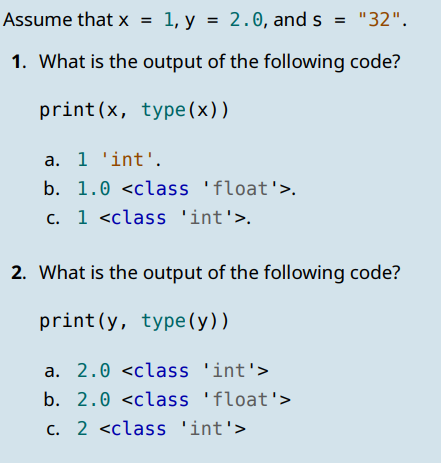 Assume that x = 1, y = 2.0, and s = "32".
1. What is the output of the following code?
print(x, type(x))
a. 1 'int'.
b. 1.0 <class 'float'>.
c. 1 <class 'int'>.
2. What is the output of the following code?
print(y, type(y))
a. 2.0 <class 'int'>
b. 2.0 <class 'float'>
c. 2 <class 'int'>